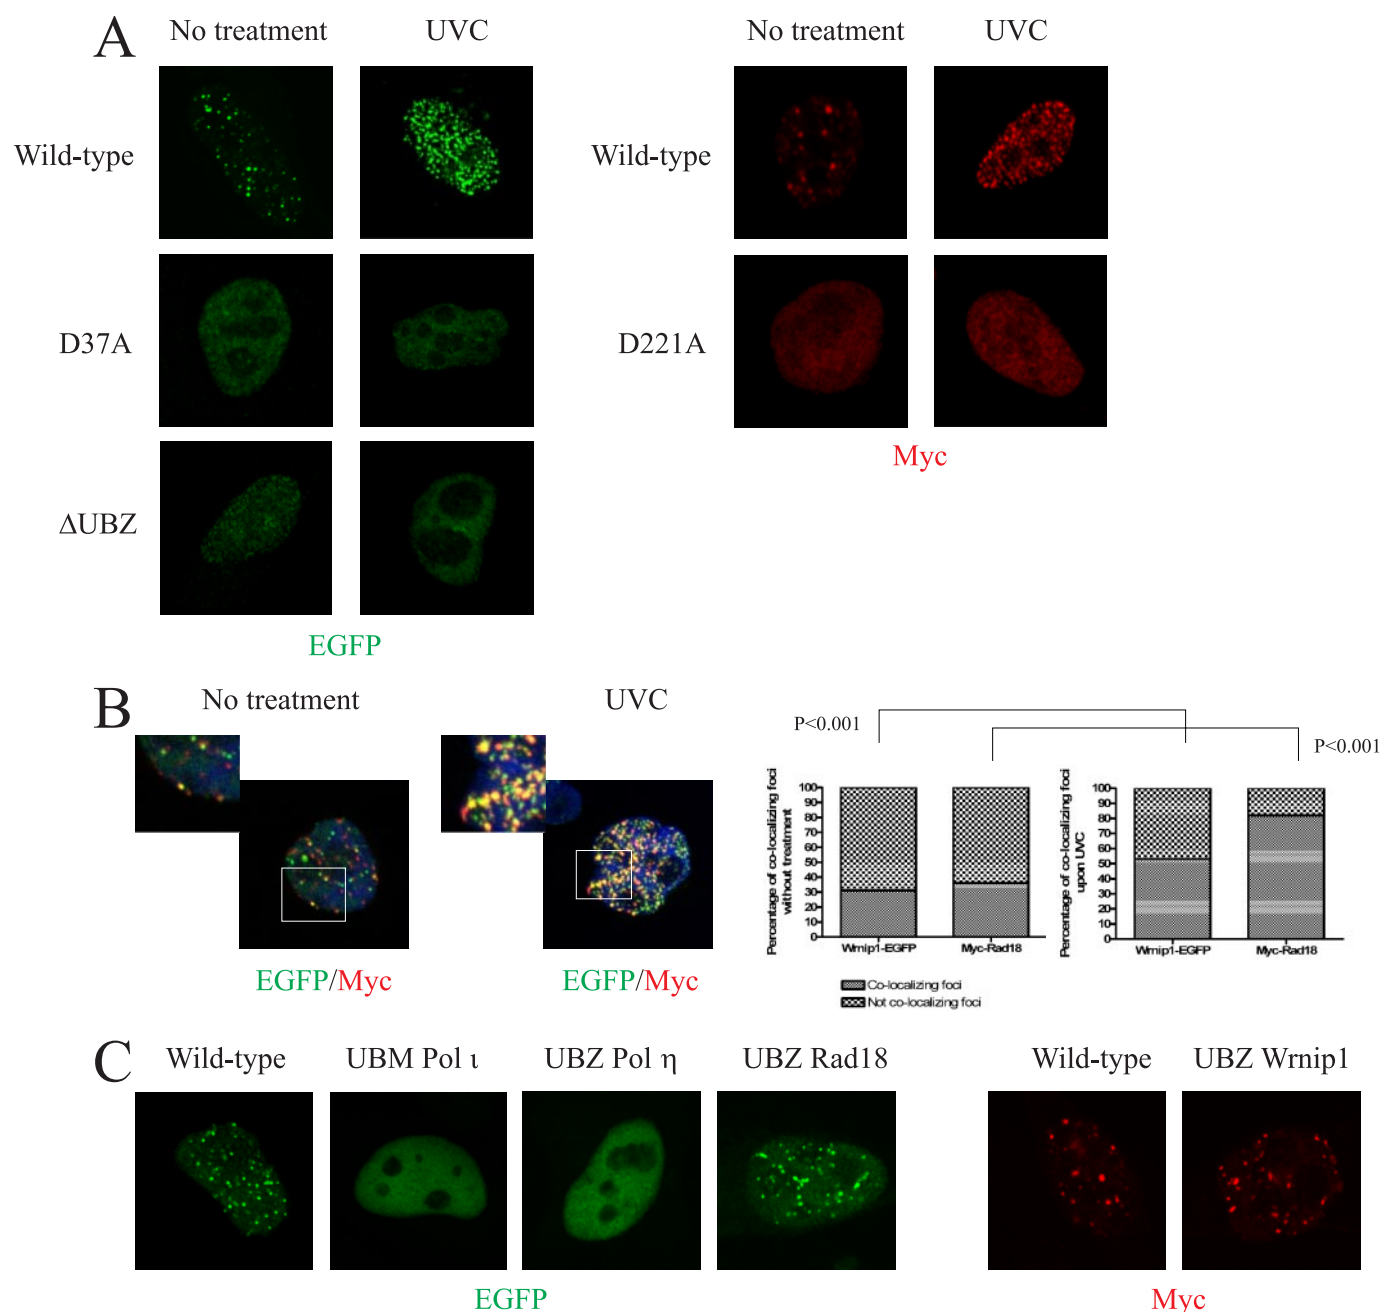 A
No treatment UVC
No treatment UVC
Wild-type
Wild-type
D37A
D221A
Myc
ΔUBZ
EGFP
B
No treatment UVC
EGFP/Myc EGFP/Myc
P<0.001
P<0.001
Percentage of co-localizing foci
without treatment
100
90
80
70
60
50
40
30
20
10
0
Wrnip1-EGFP Myc-Rad18
Percentage of co-localizing foci
upon UVC
100
90
80
70
60
50
40
30
20
10
0
Wrnip1-EGFP Myc-Rad18
Co-localizing foci
Not co-localizing foci
C
Wild-type UBM Pol ι UBZ Pol η UBZ Rad18
Wild-type UBZ Wrnip1
EGFP
Myc